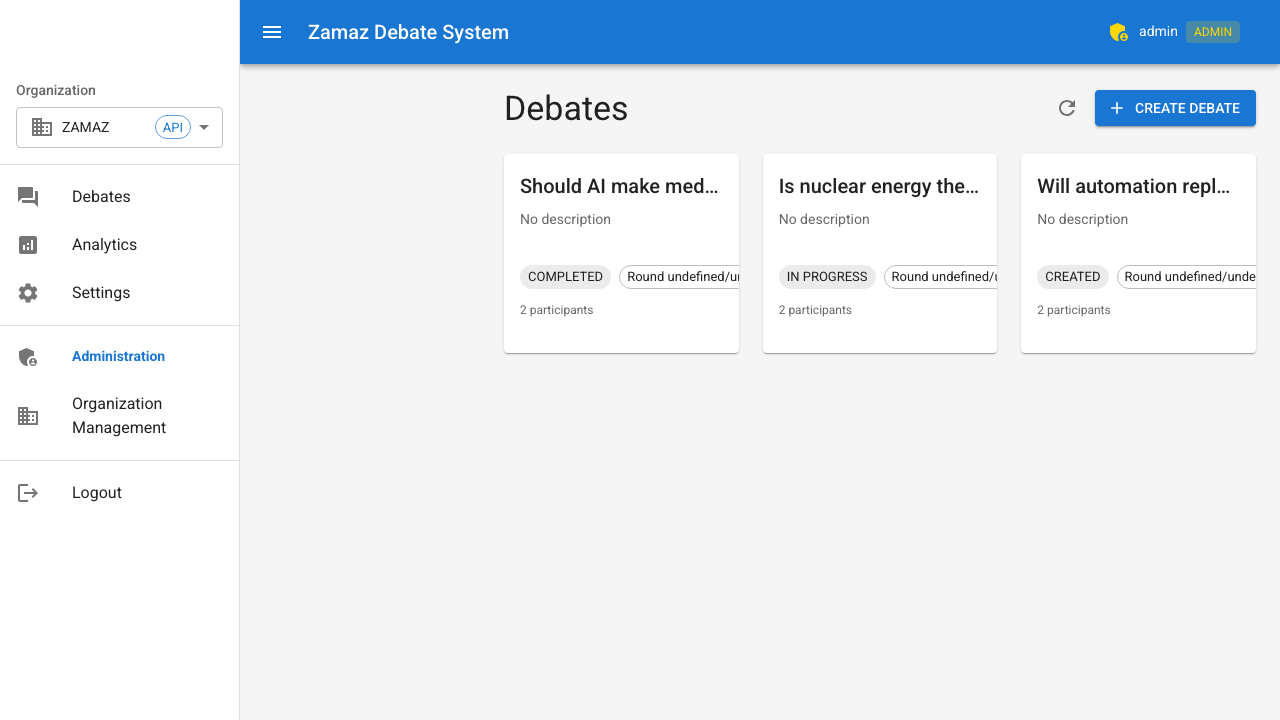 Zamaz Debate System
admin ADMIN
Organization
ZAMAZ API
Debates
Analytics
Settings
Administration
Organization
Management
Logout
Debates
CREATE DEBATE
Should AI make med...
No description
COMPLETED Round undefined/u
2 participants
Is nuclear energy the...
No description
IN PROGRESS Round undefined/
2 participants
Will automation repl...
No description
CREATED Round undefined/unde
2 participants